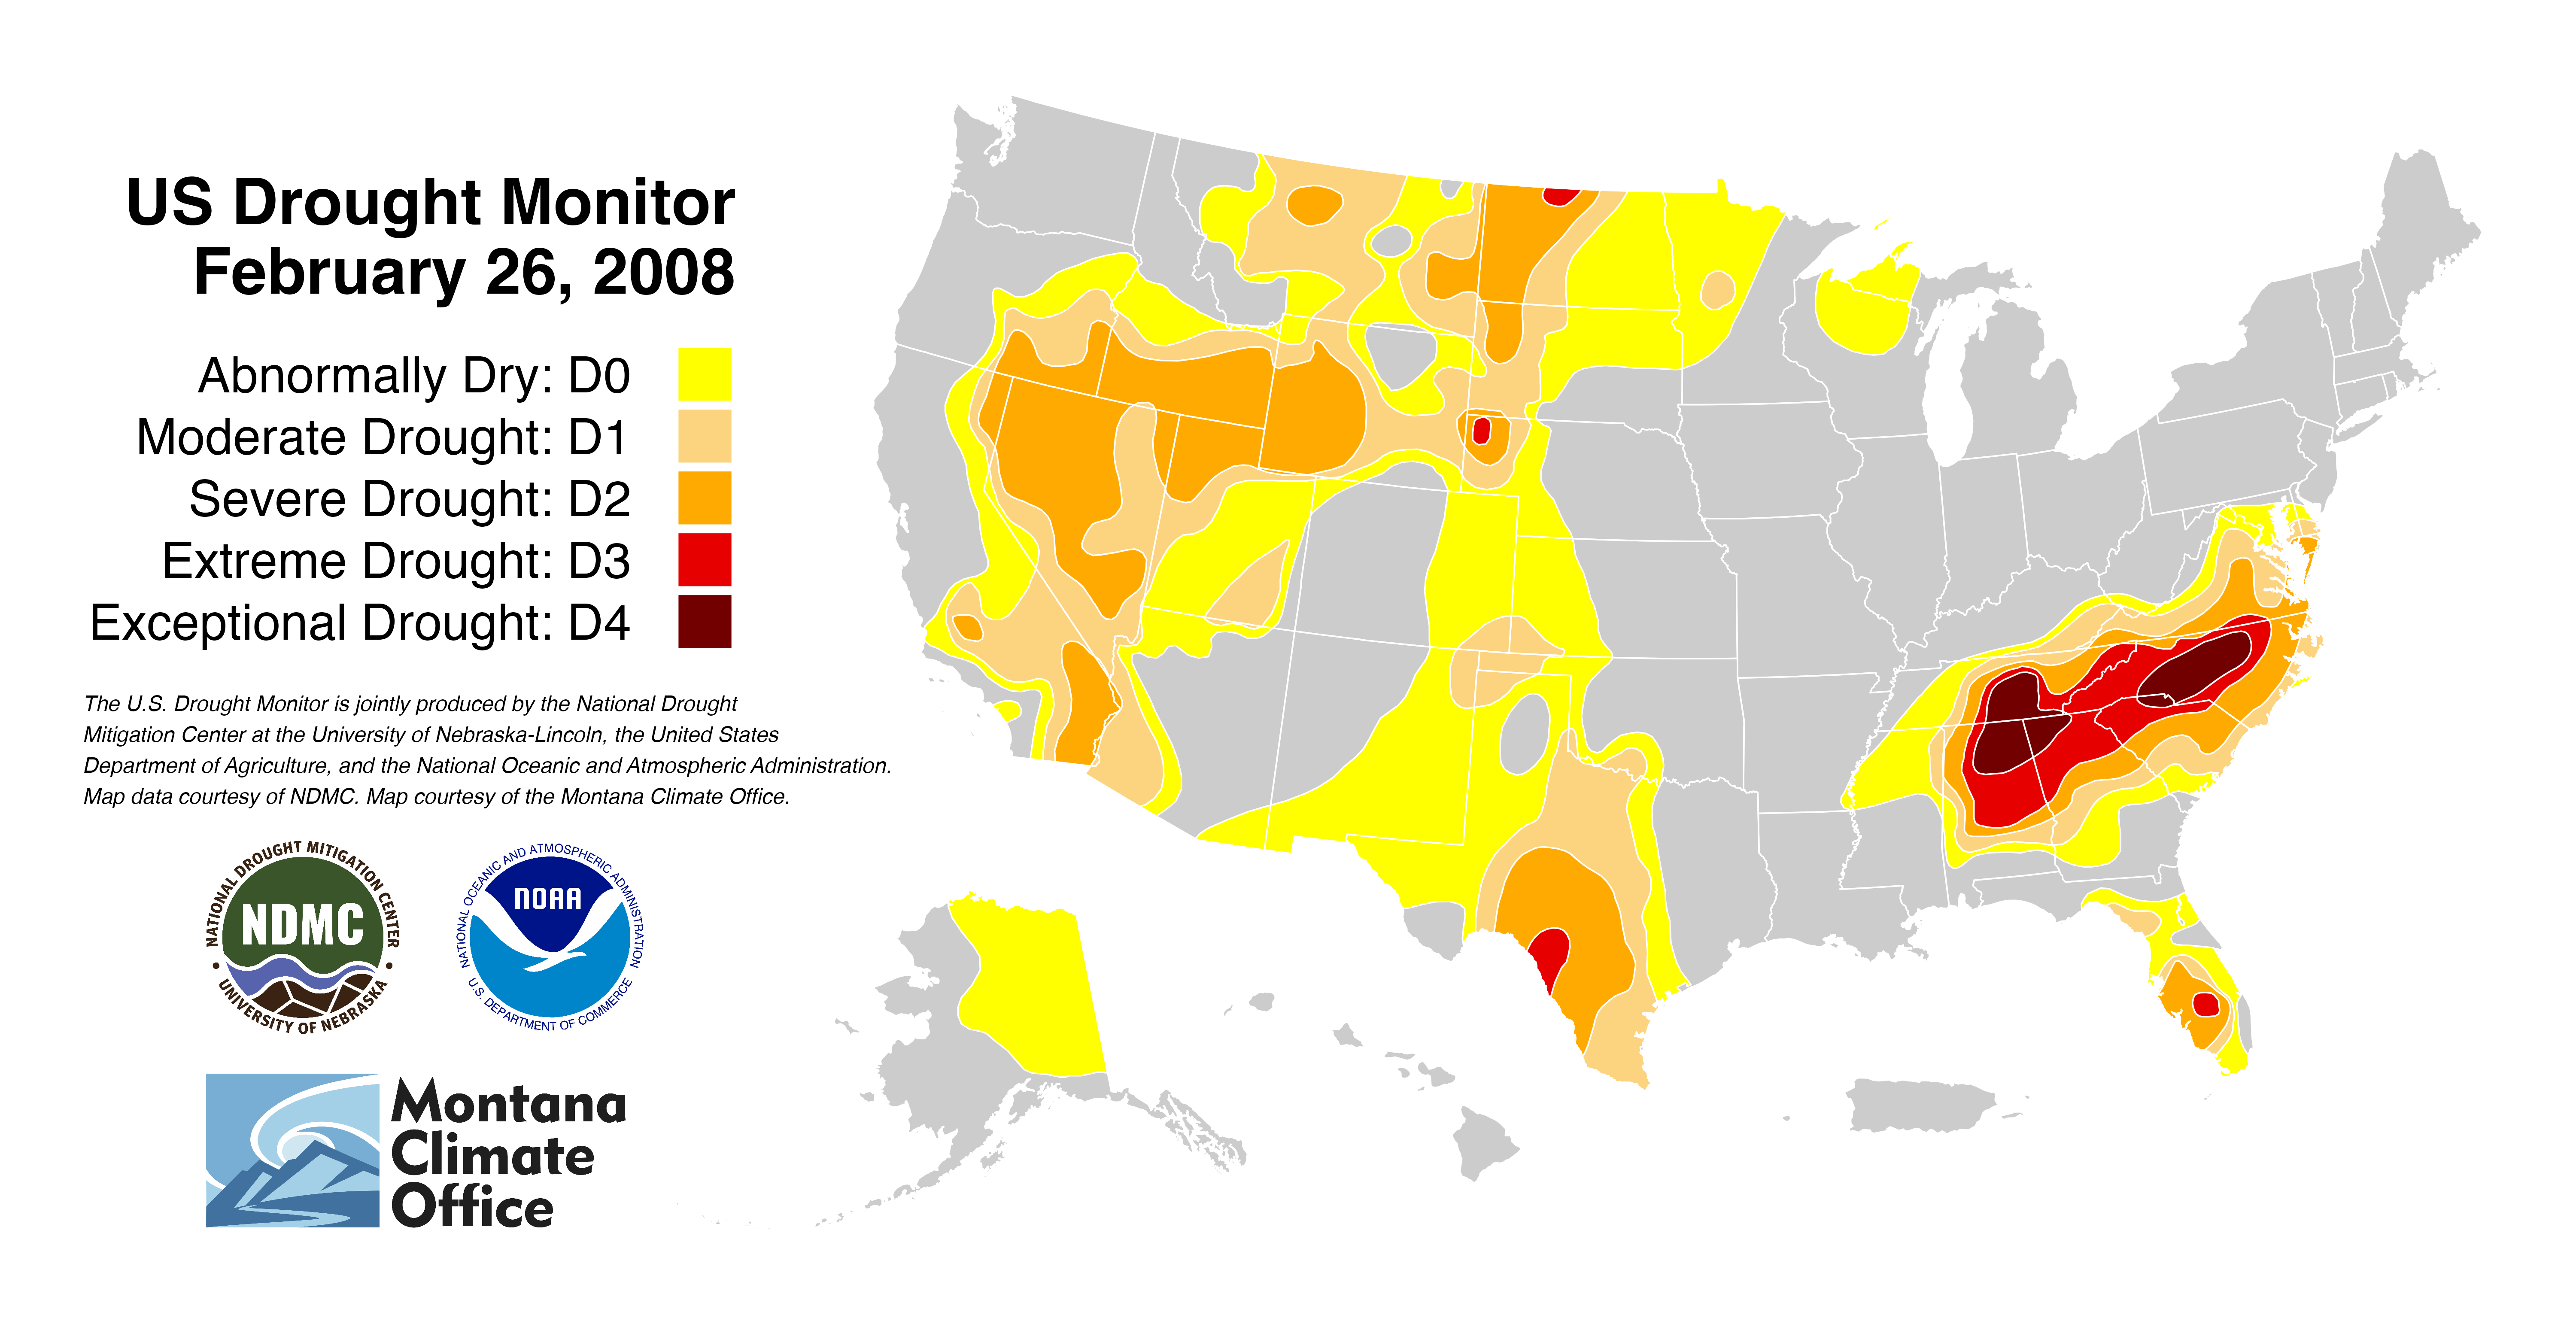 US Drought Monitor
February 26, 2008
Abnormally Dry: D0
Moderate Drought: D1
Severe Drought: D2
Extreme Drought: D3
Exceptional Drought: D4
The U.S. Drought Monitor is jointly produced by the National Drought
Mitigation Center at the University of Nebraska-Lincoln, the United States
Department of Agriculture, and the National Oceanic and Atmospheric Administration.
Map data courtesy of NDMC. Map courtesy of the Montana Climate Office.
NATIONAL DROUGHT MITIGATION CENTER
NDMC
UNIVERSITY OF NEBRASKA
NATIONAL OCEANIC AND ATMOSPHERIC ADMINISTRATION
NOAA
U.S. DEPARTMENT OF COMMERCE
Montana
Climate
Office